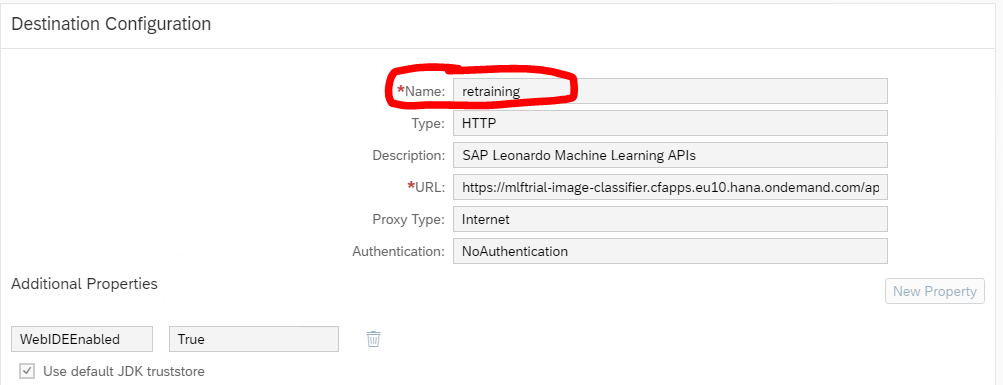 Destination Configuration
*Name: retraining
Type: HTTP
Description: SAP Leonardo Machine Learning APIs
*URL: https://mlftrial-image-classifier.cfapps.eu10.hana.ondemand.com/ap
Proxy Type: Internet
Authentication: NoAuthentication
Additional Properties
New Property
WebIDEEnabled True
Use default JDK truststore